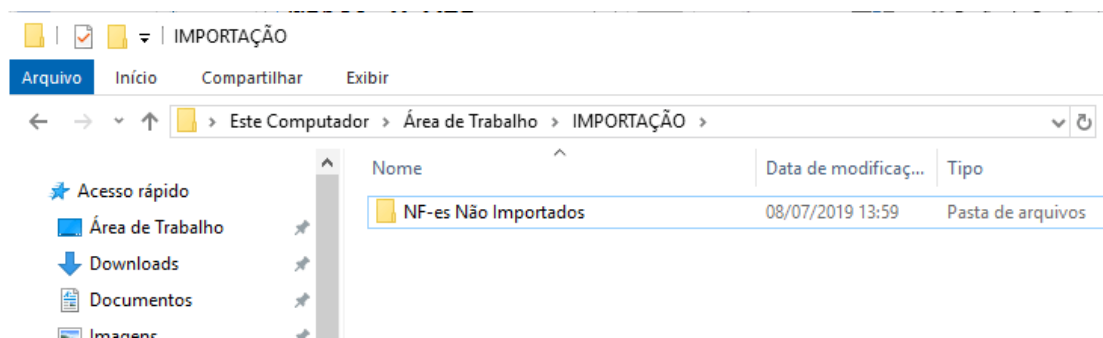 IMPORTAÇÃO
Arquivo Início Compartilhar Exibir
Este Computador > Área de Trabalho > IMPORTAÇÃO >
Nome Data de modificaç... Tipo
Acesso rápido
NF-es Não Importados 08/07/2019 13:59 Pasta de arquivos
Área de Trabalho
Downloads
Documentos
Imagens